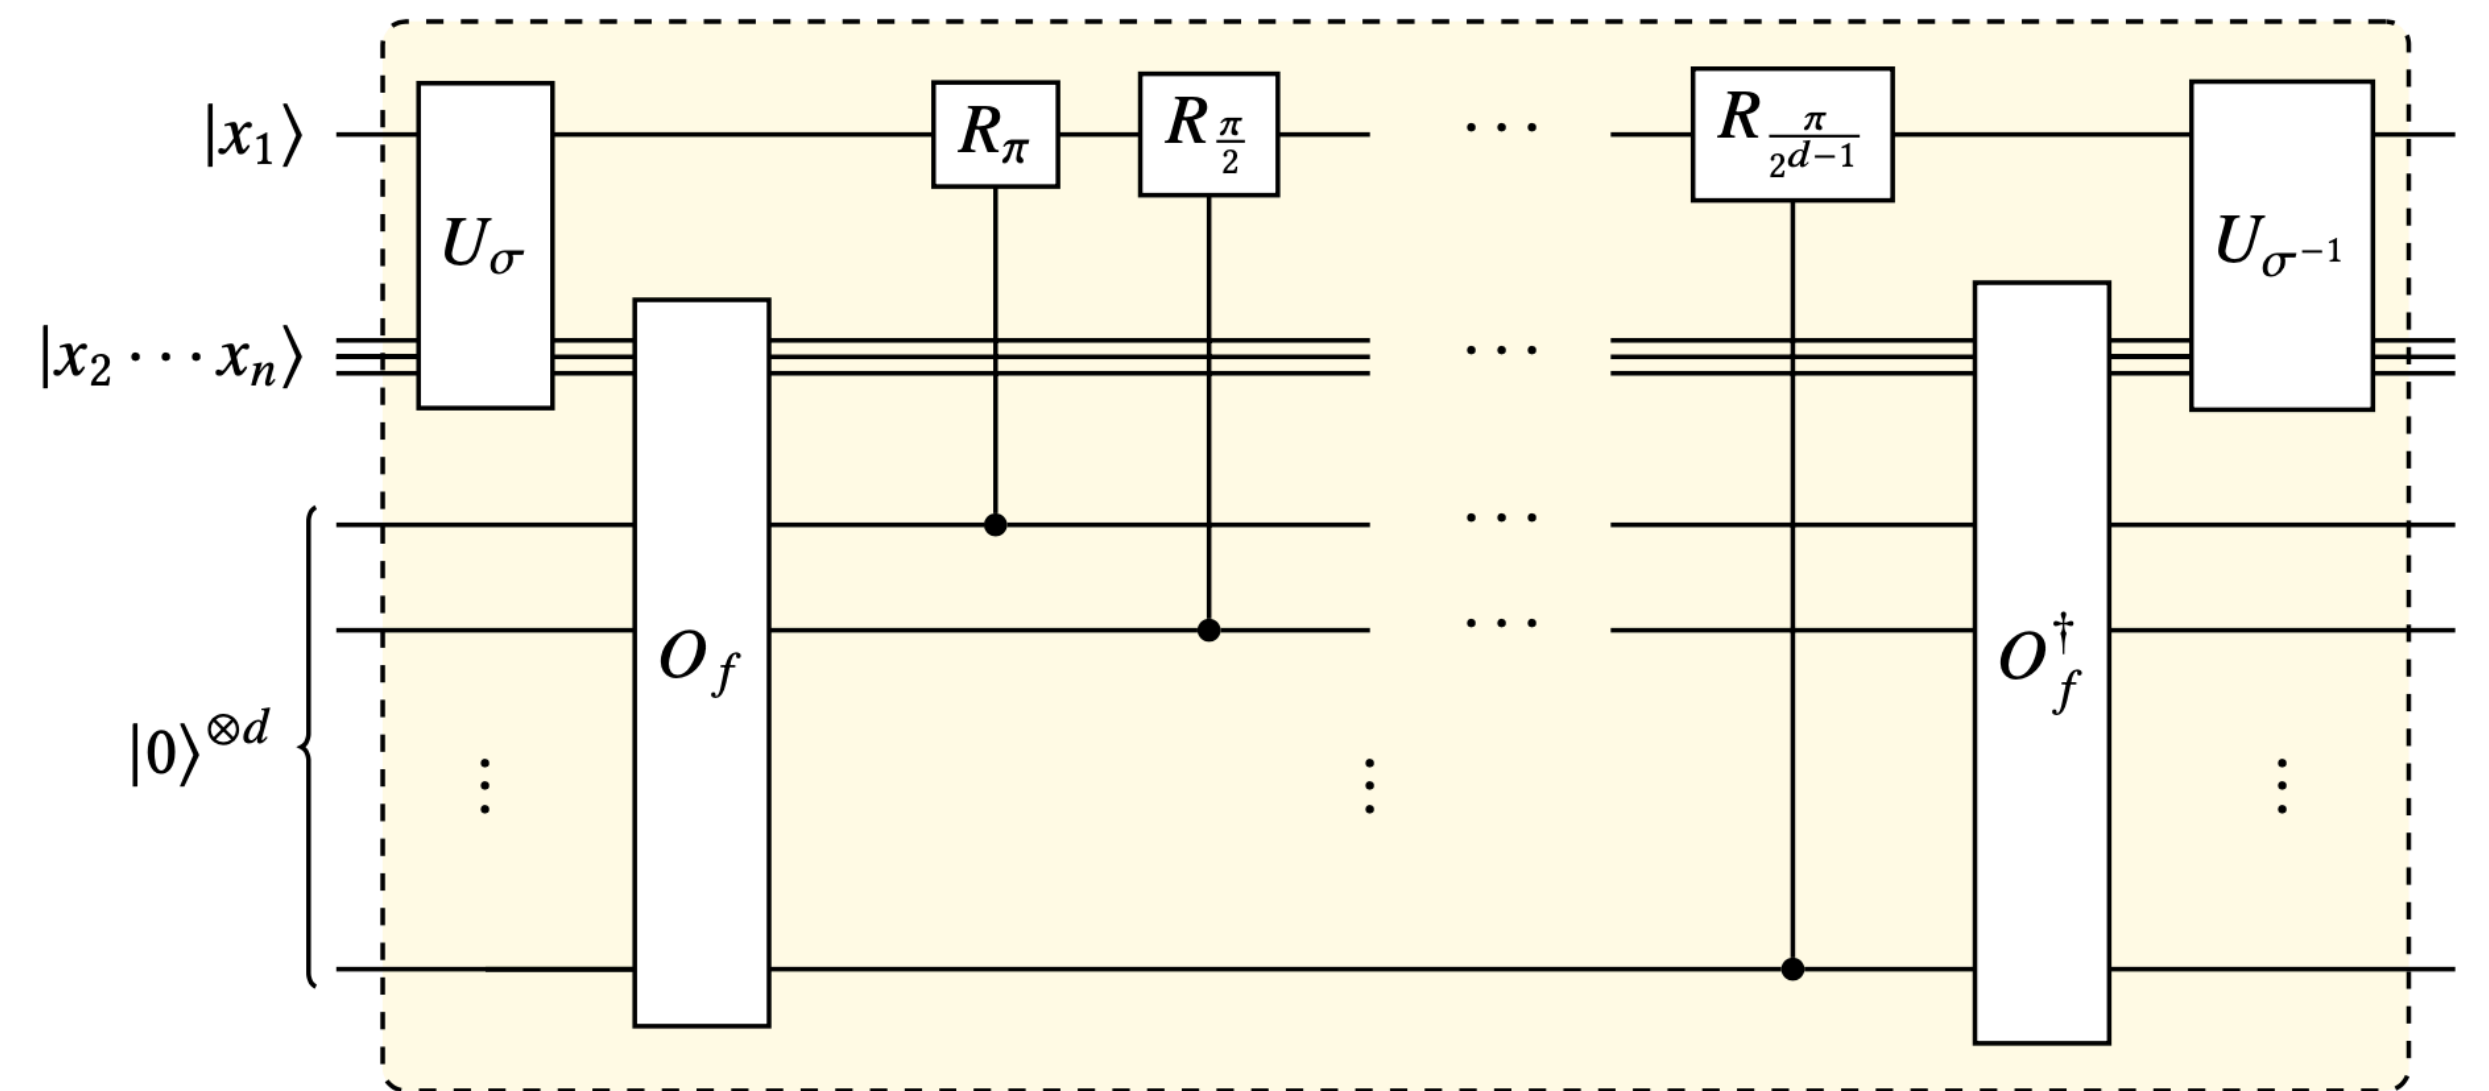 |x₁⟩ U_σ R_π R_{π/2} ··· R_{π/2^{d−1}} U_{σ^{−1}}
|x₂ ··· xₙ⟩ ···
···
···
|0⟩^{⊗d} ⋮ O_f ⋮ O_f^† ⋮